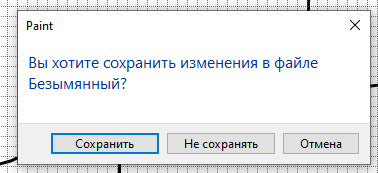 Paint
Вы хотите сохранить изменения в файле
Безымянный?
Сохранить
Не сохранять
Отмена